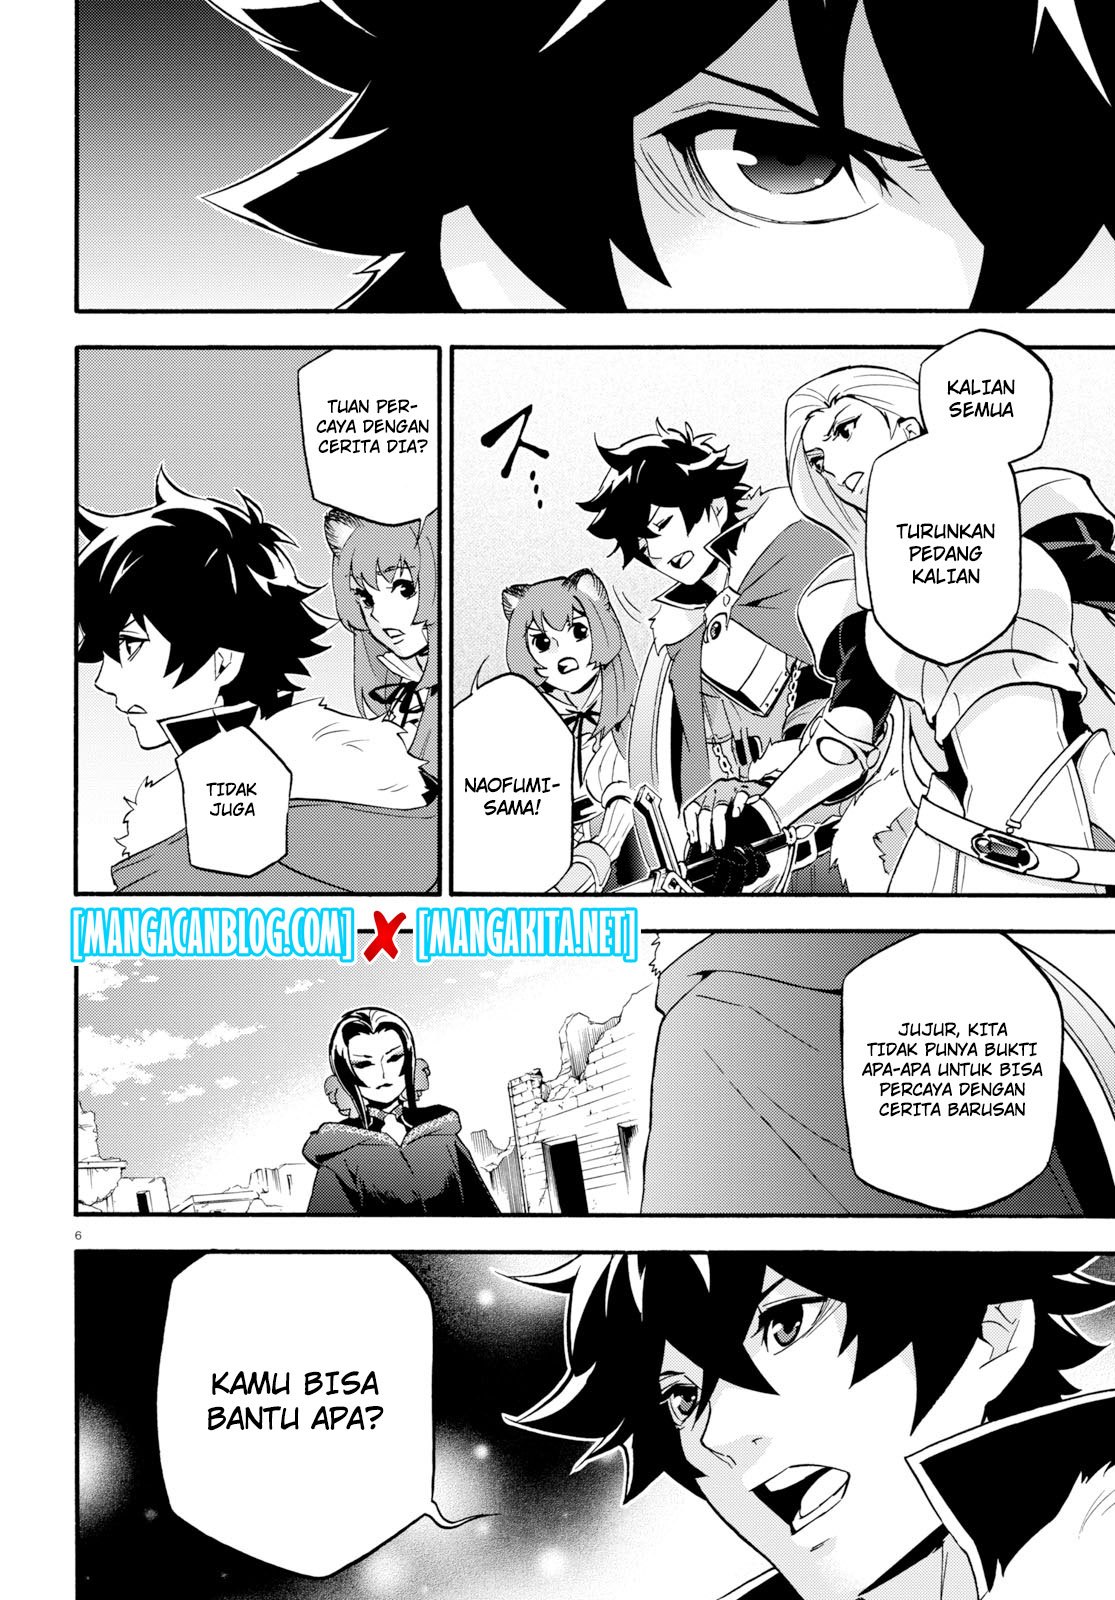 KALIAN
SEMUA
TURUNKAN
PEDANG
KALIAN
ス...
NAOFUMI-
SAMA!
TUAN PER-
CAYA DENGAN
CERITA DIA?
TIDAK
JUGA
[MANGACANBLOG.COM] X [MANGAKITA.NET]
JUJUR, KITA
TIDAK PUNYA BUKTI
APA-APA UNTUK BISA
PERCAYA DENGAN
CERITA BARUSAN
6
KAMU BISA
BANTU APA?